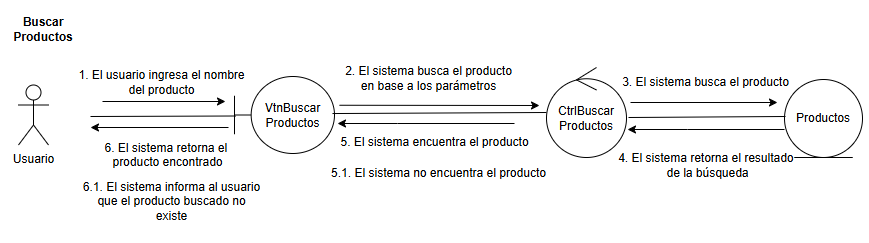 Buscar
Productos
1. El usuario ingresa el nombre
del producto
2. El sistema busca el producto
en base a los parámetros
3. El sistema busca el producto
Usuario
VtnBuscar
Productos
CtrlBuscar
Productos
Productos
6. El sistema retorna el
producto encontrado
5. El sistema encuentra el producto
4. El sistema retorna el resultado
de la búsqueda
6.1. El sistema informa al usuario
que el producto buscado no
existe
5.1. El sistema no encuentra el producto